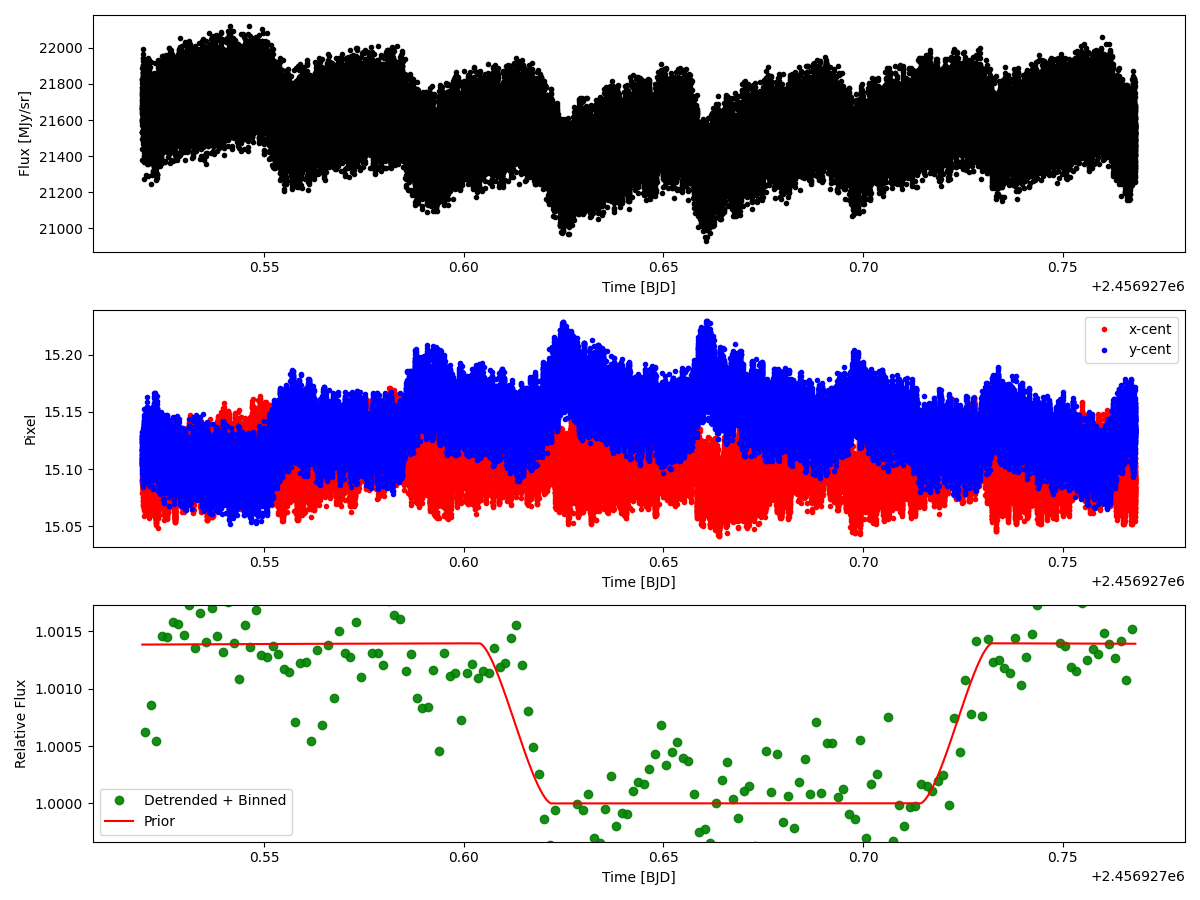 22000
21800
21600
21400
21200
21000
Flux [MJy/sr]
0.55 0.60 0.65 0.70 0.75
Time [BJD]
+2.456927e6
15.20
15.15
15.10
15.05
Pixel
x-cent
y-cent
0.55 0.60 0.65 0.70 0.75
Time [BJD]
+2.456927e6
1.0015
1.0010
1.0005
1.0000
Relative Flux
Detrended + Binned
Prior
0.55 0.60 0.65 0.70 0.75
Time [BJD]
+2.456927e6